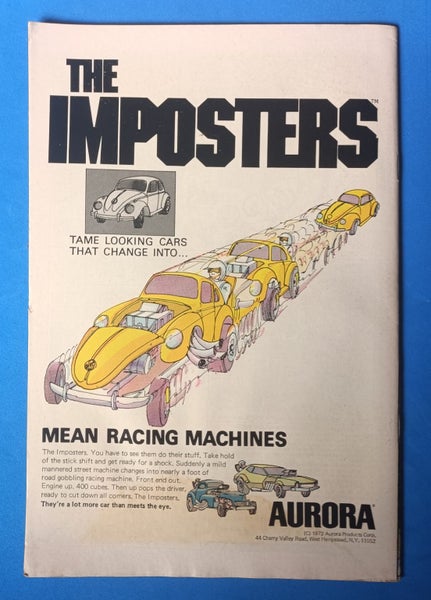 THE
IMPOSTERS™
TAME LOOKING CARS
THAT CHANGE INTO...
MEAN RACING MACHINES
The Imposters. You have to see them do their stuff. Take hold
of the stick shift and get ready for a shock. Suddenly a mild
mannered street machine changes into nearly a foot of
road gobbling racing machine. Front end out.
Engine up. 400 cubes. Then up pops the driver,
ready to cut down all comers. The Imposters.
They're a lot more car than meets the eye.
AURORA
(C) 1972 Aurora Products Corp.
44 Cherry Valley Road, West Hempstead, N.Y. 11552